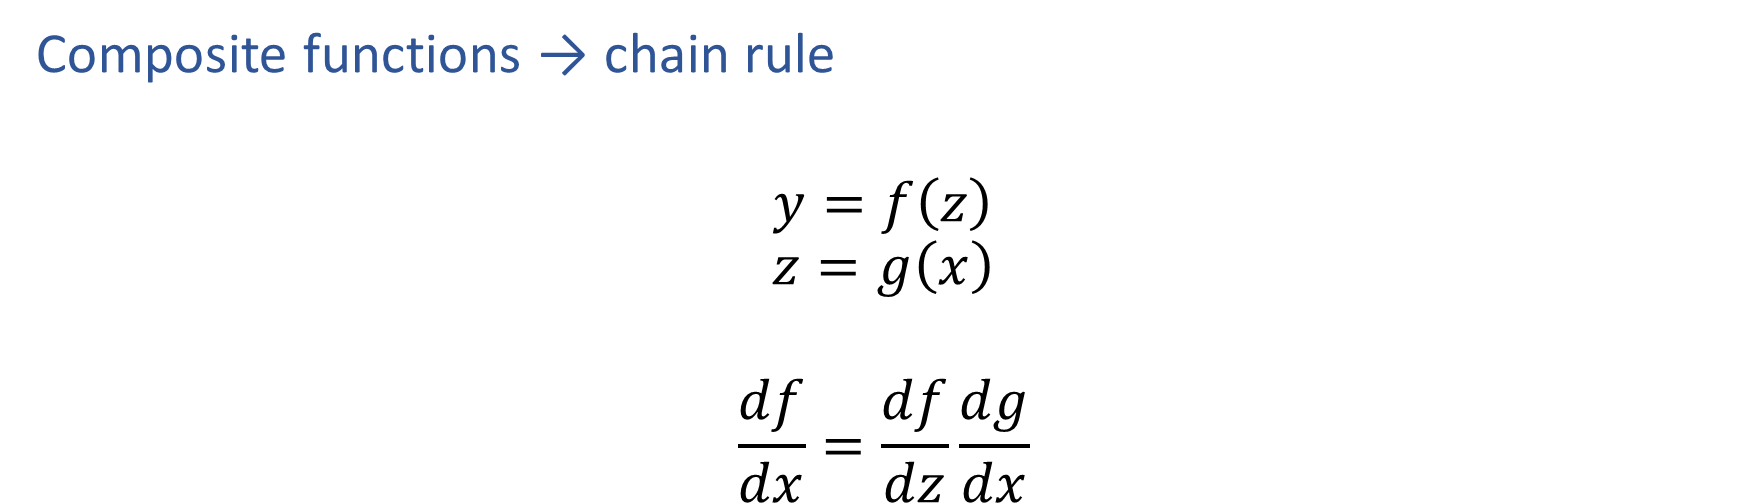 Composite functions → chain rule
y = f(z)
z = g(x)
df/dx = df/dz dg/dx